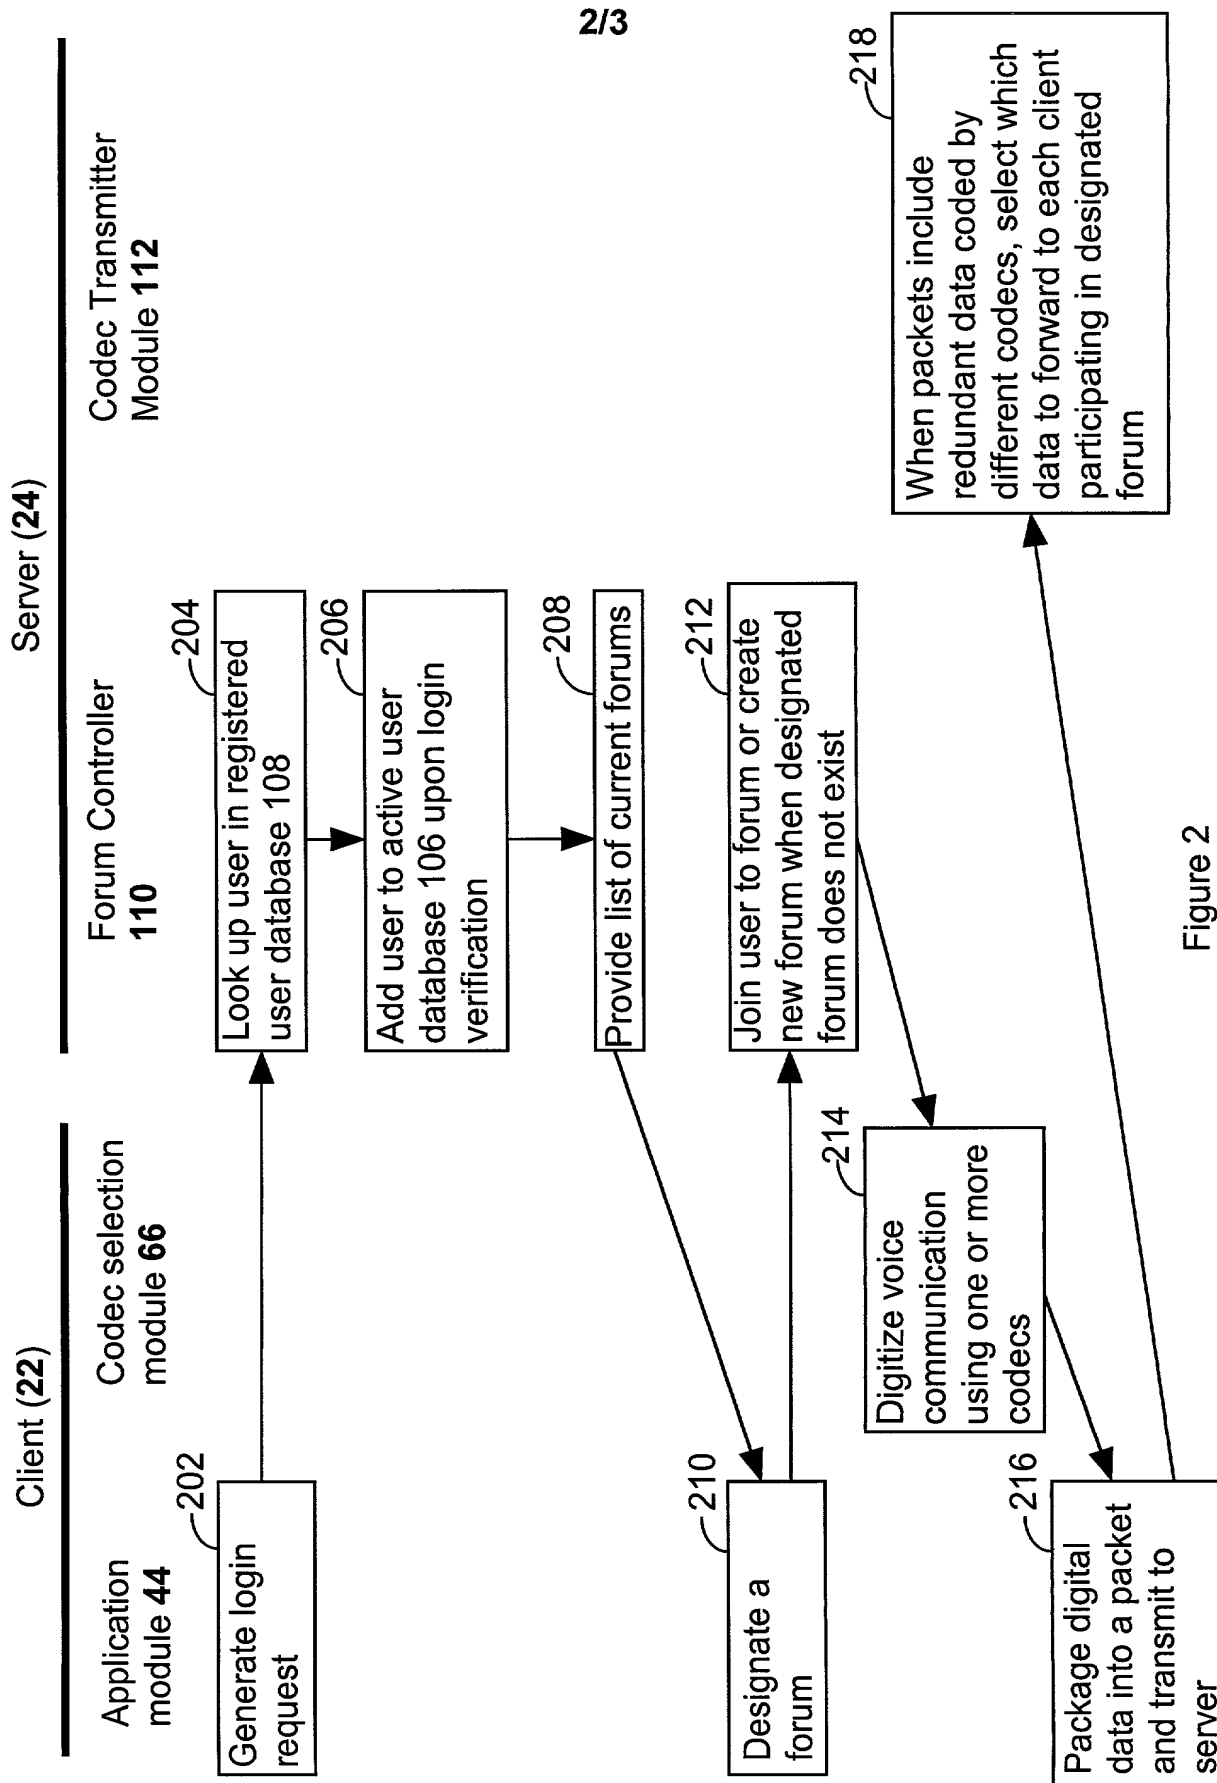 2/3
Client (22)
Server (24)
Application
module 44
Codec selection
module 66
Forum Controller
110
Codec Transmitter
Module 112
202
Generate login
request
204
Look up user in registered
user database 108
206
Add user to active user
database 106 upon login
verification
208
Provide list of current forums
210
Designate a
forum
212
Join user to forum or create
new forum when designated
forum does not exist
214
Digitize voice
communication
using one or more
codecs
216
Package digital
data into a packet
and transmit to
server
218
When packets include
redundant data coded by
different codecs, select which
data to forward to each client
participating in designated
forum
Figure 2